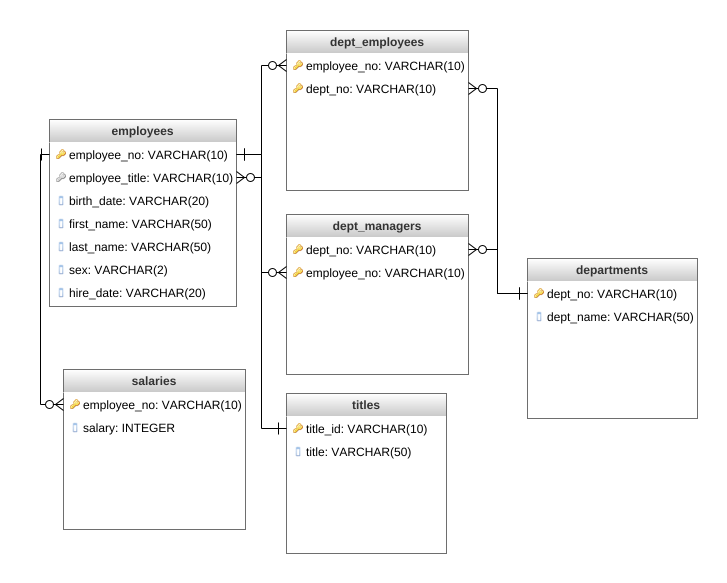 dept_employees
employee_no: VARCHAR(10)
dept_no: VARCHAR(10)
employees
employee_no: VARCHAR(10)
employee_title: VARCHAR(10)
birth_date: VARCHAR(20)
first_name: VARCHAR(50)
last_name: VARCHAR(50)
sex: VARCHAR(2)
hire_date: VARCHAR(20)
dept_managers
dept_no: VARCHAR(10)
employee_no: VARCHAR(10)
departments
dept_no: VARCHAR(10)
dept_name: VARCHAR(50)
salaries
employee_no: VARCHAR(10)
salary: INTEGER
titles
title_id: VARCHAR(10)
title: VARCHAR(50)